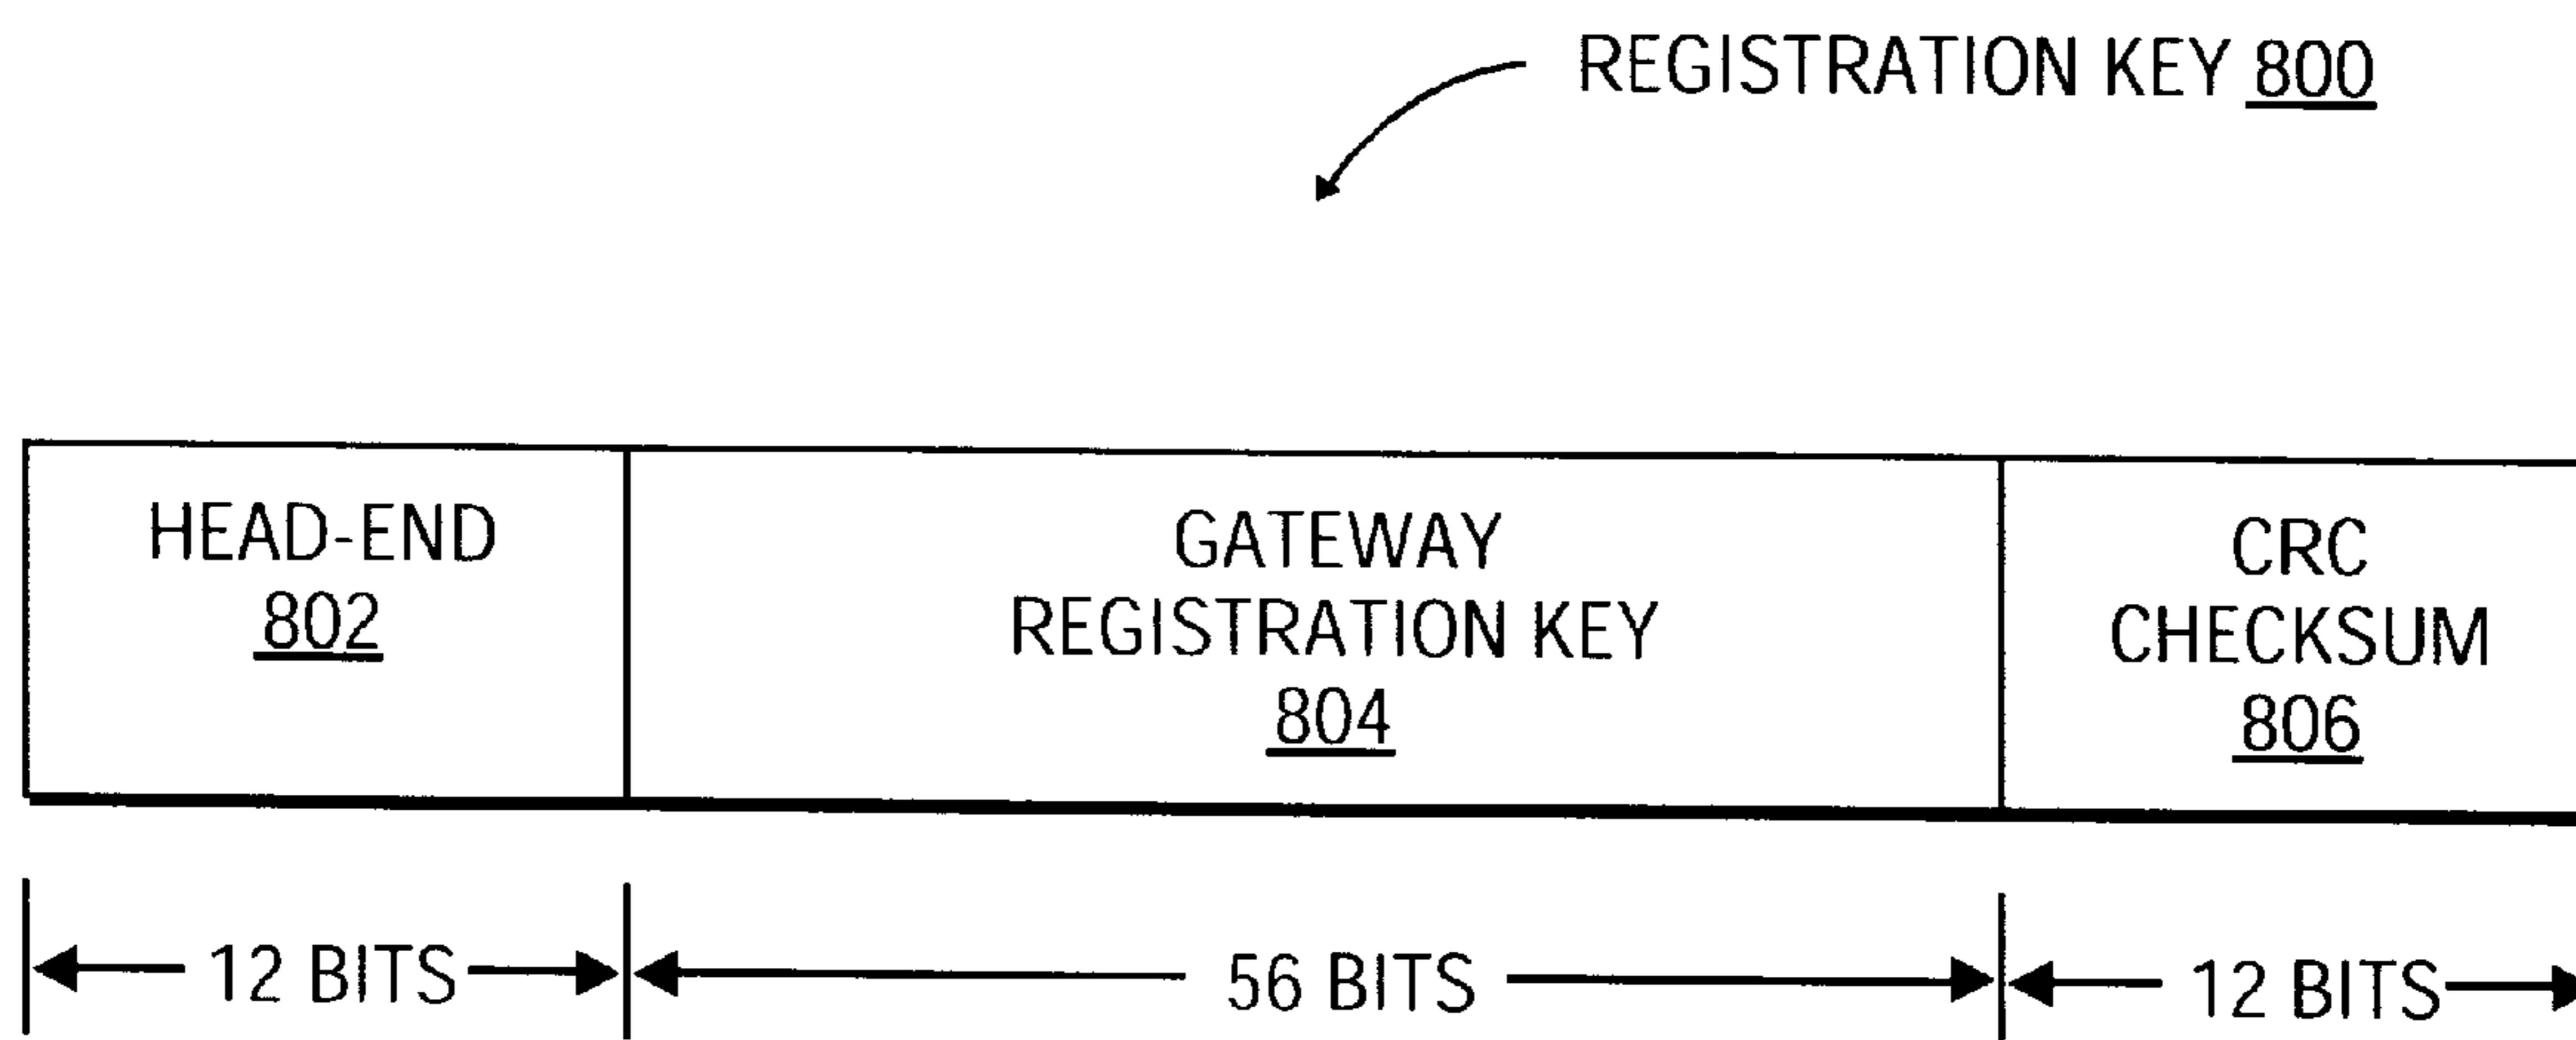 REGISTRATION KEY 800
HEAD-END
802
GATEWAY
REGISTRATION KEY
804
CRC
CHECKSUM
806
12 BITS
56 BITS
12 BITS